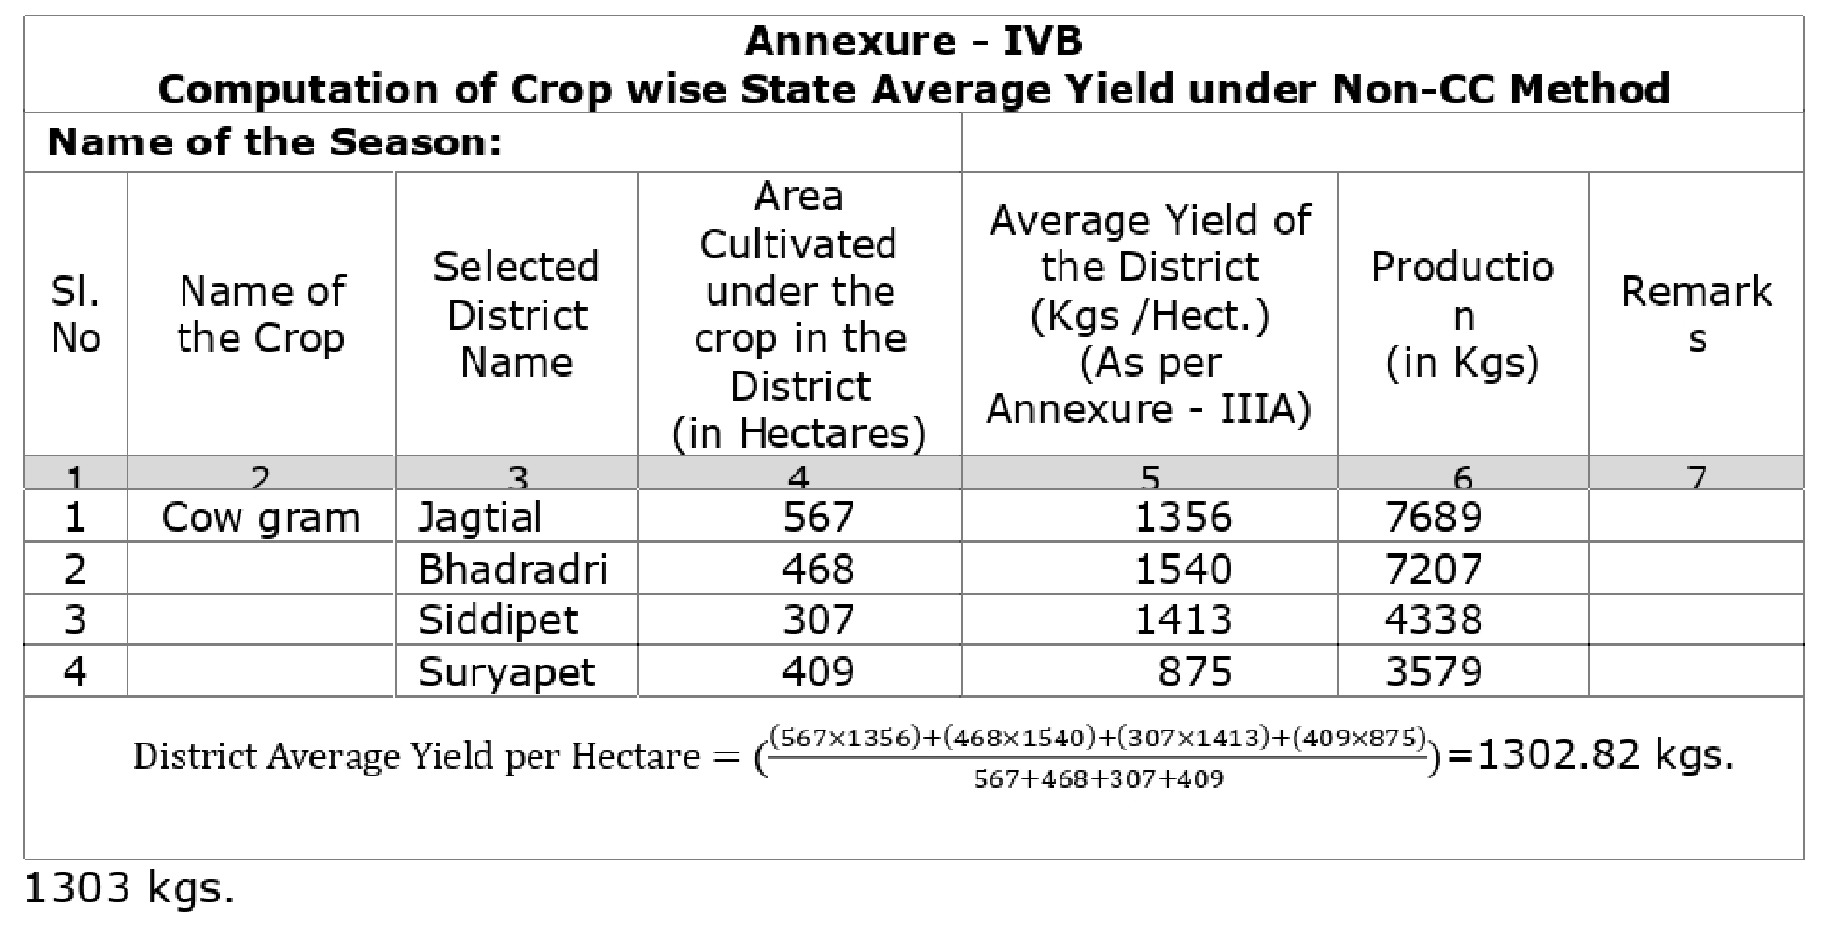 Annexure - IVB
Computation of Crop wise State Average Yield under Non-CC Method
Name of the Season:
Sl.
No
Name of
the Crop
Selected
District
Name
Area
Cultivated
under the
crop in the
District
(in Hectares)
Average Yield of
the District
(Kgs /Hect.)
(As per
Annexure - IIIA)
Productio
n
(in Kgs)
Remark
s
1 2 3 4 5 6 7
1 Cow gram Jagtial 567 1356 7689
2 Bhadradri 468 1540 7207
3 Siddipet 307 1413 4338
4 Suryapet 409 875 3579
District Average Yield per Hectare = ((567×1356)+(468×1540)+(307×1413)+(409×875)
567+468+307+409
)=1302.82 kgs.
1303 kgs.